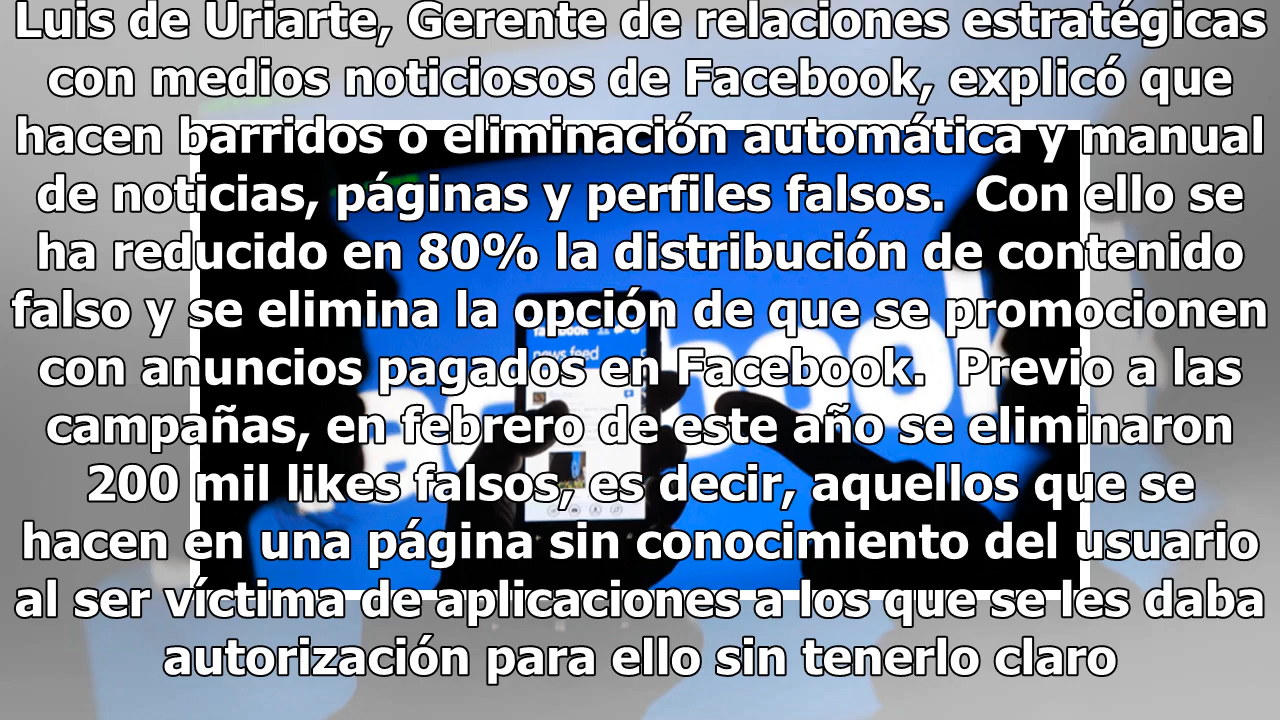 Luis de Uriarte, Gerente de relaciones estratégicas
con medios noticiosos de Facebook, explicó que
hacen barridos o eliminación automática y manual
de noticias, páginas y perfiles falsos.  Con ello se
ha reducido en 80% la distribución de contenido
falso y se elimina la opción de que se promocionen
con anuncios pagados en Facebook.  Previo a las
campañas, en febrero de este año se eliminaron
200 mil likes falsos, es decir, aquellos que se
hacen en una página sin conocimiento del usuario
al ser víctima de aplicaciones a los que se les daba
autorización para ello sin tenerlo claro
news feed